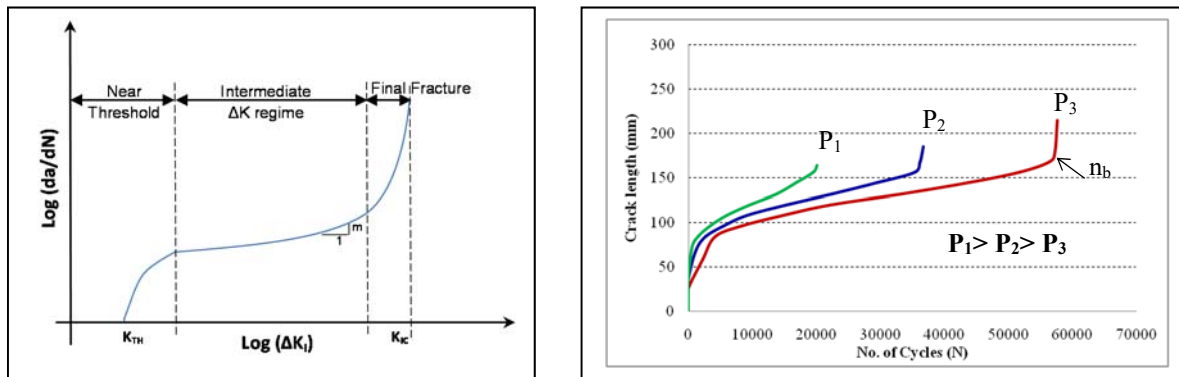 Near
Threshold
Intermediate
ΔK regime
Final Fracture
Log (da/dN)
m
1
K_TH
Log (ΔK_I)
K_IC
300
250
200
150
100
50
0
Crack length (mm)
P₁
P₂
P₃
n_b
P₁> P₂> P₃
0 10000 20000 30000 40000 50000 60000 70000
No. of Cycles (N)